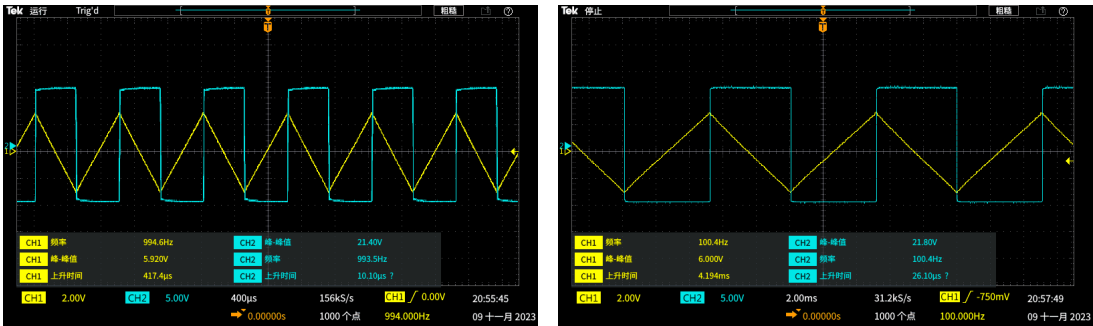 Tek 运行 Trig'd 粗糙
T
2
1
CH1 频率 994.6Hz CH2 峰-峰值 21.40V
CH1 峰-峰值 5.920V CH2 频率 993.5Hz
CH1 上升时间 417.4µs CH2 上升时间 10.10µs ?
CH1 2.00V CH2 5.00V 400µs 156kS/s CH1 0.00V 20:55:45
0.00000s 1000 个点 994.000Hz 09 十一月 2023
Tek 停止 粗糙
T
2
1
CH1 频率 100.4Hz CH2 峰-峰值 21.80V
CH1 峰-峰值 6.000V CH2 频率 100.4Hz
CH1 上升时间 4.194ms CH2 上升时间 26.10µs ?
CH1 2.00V CH2 5.00V 2.00ms 31.2kS/s CH1 -750mV 20:57:49
0.00000s 1000 个点 100.000Hz 09 十一月 2023